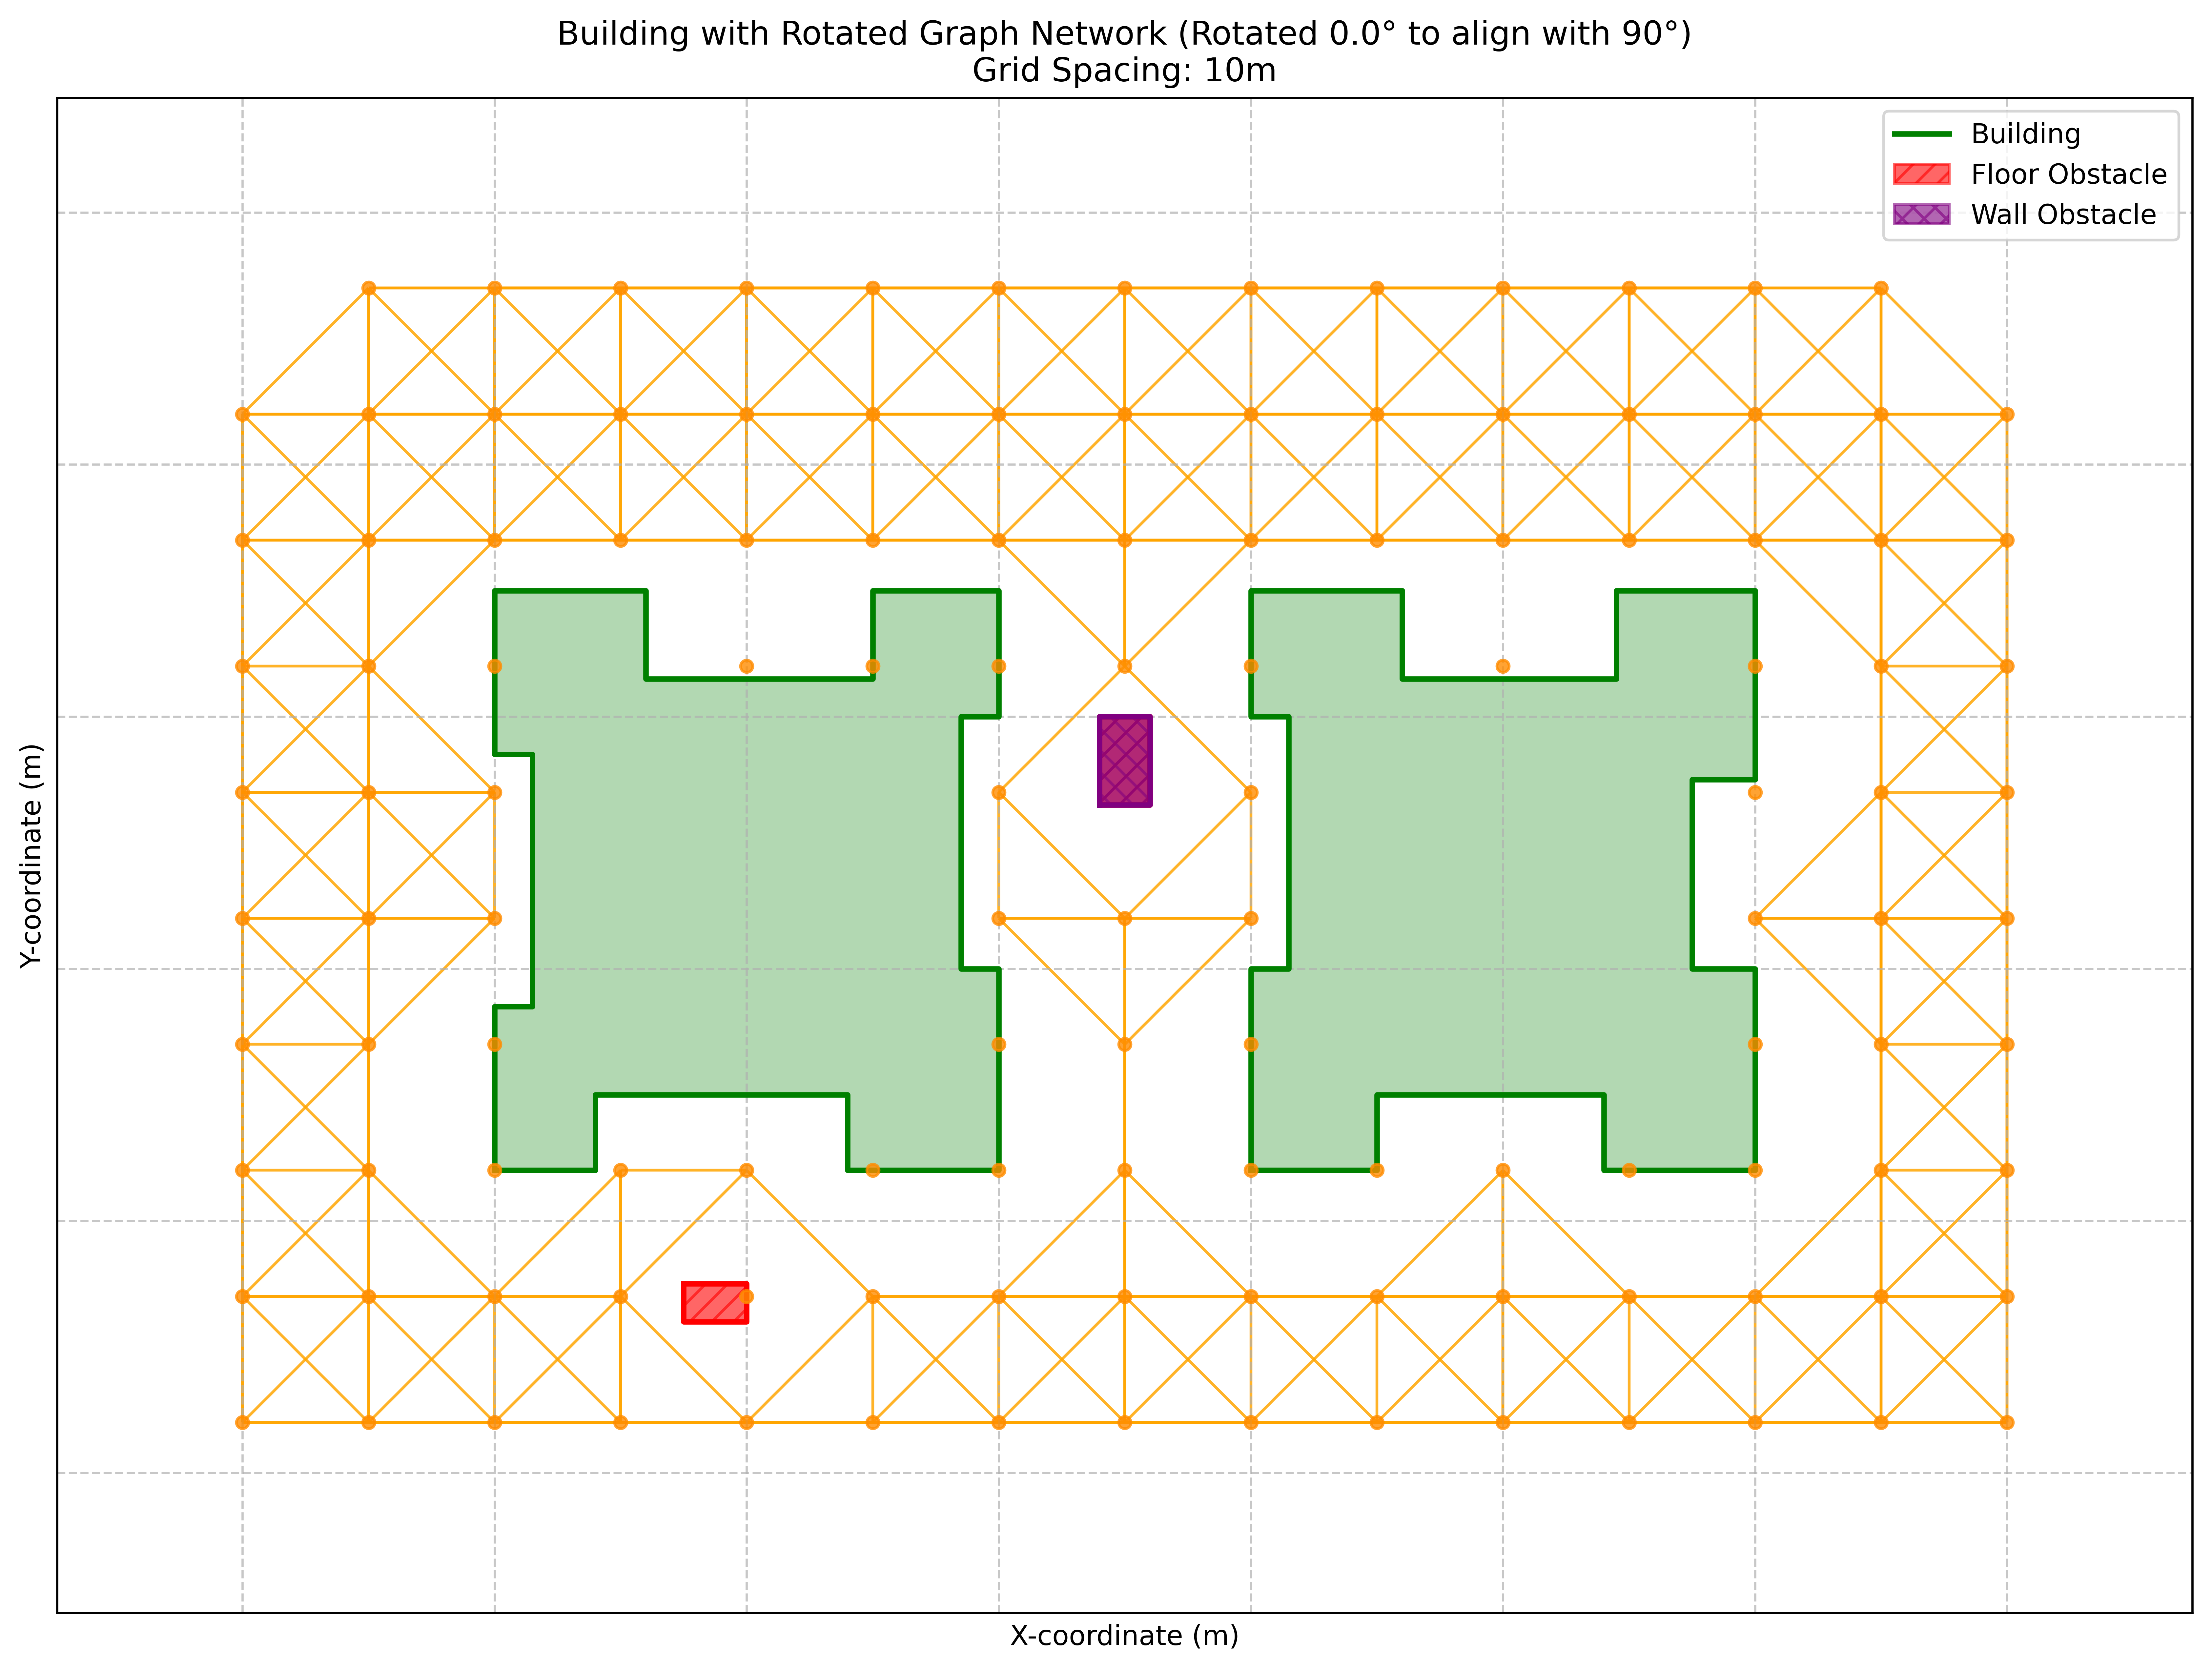 Building with Rotated Graph Network (Rotated 0.0° to align with 90°)
Grid Spacing: 10m
Building
Floor Obstacle
Wall Obstacle
Y-coordinate (m)
X-coordinate (m)